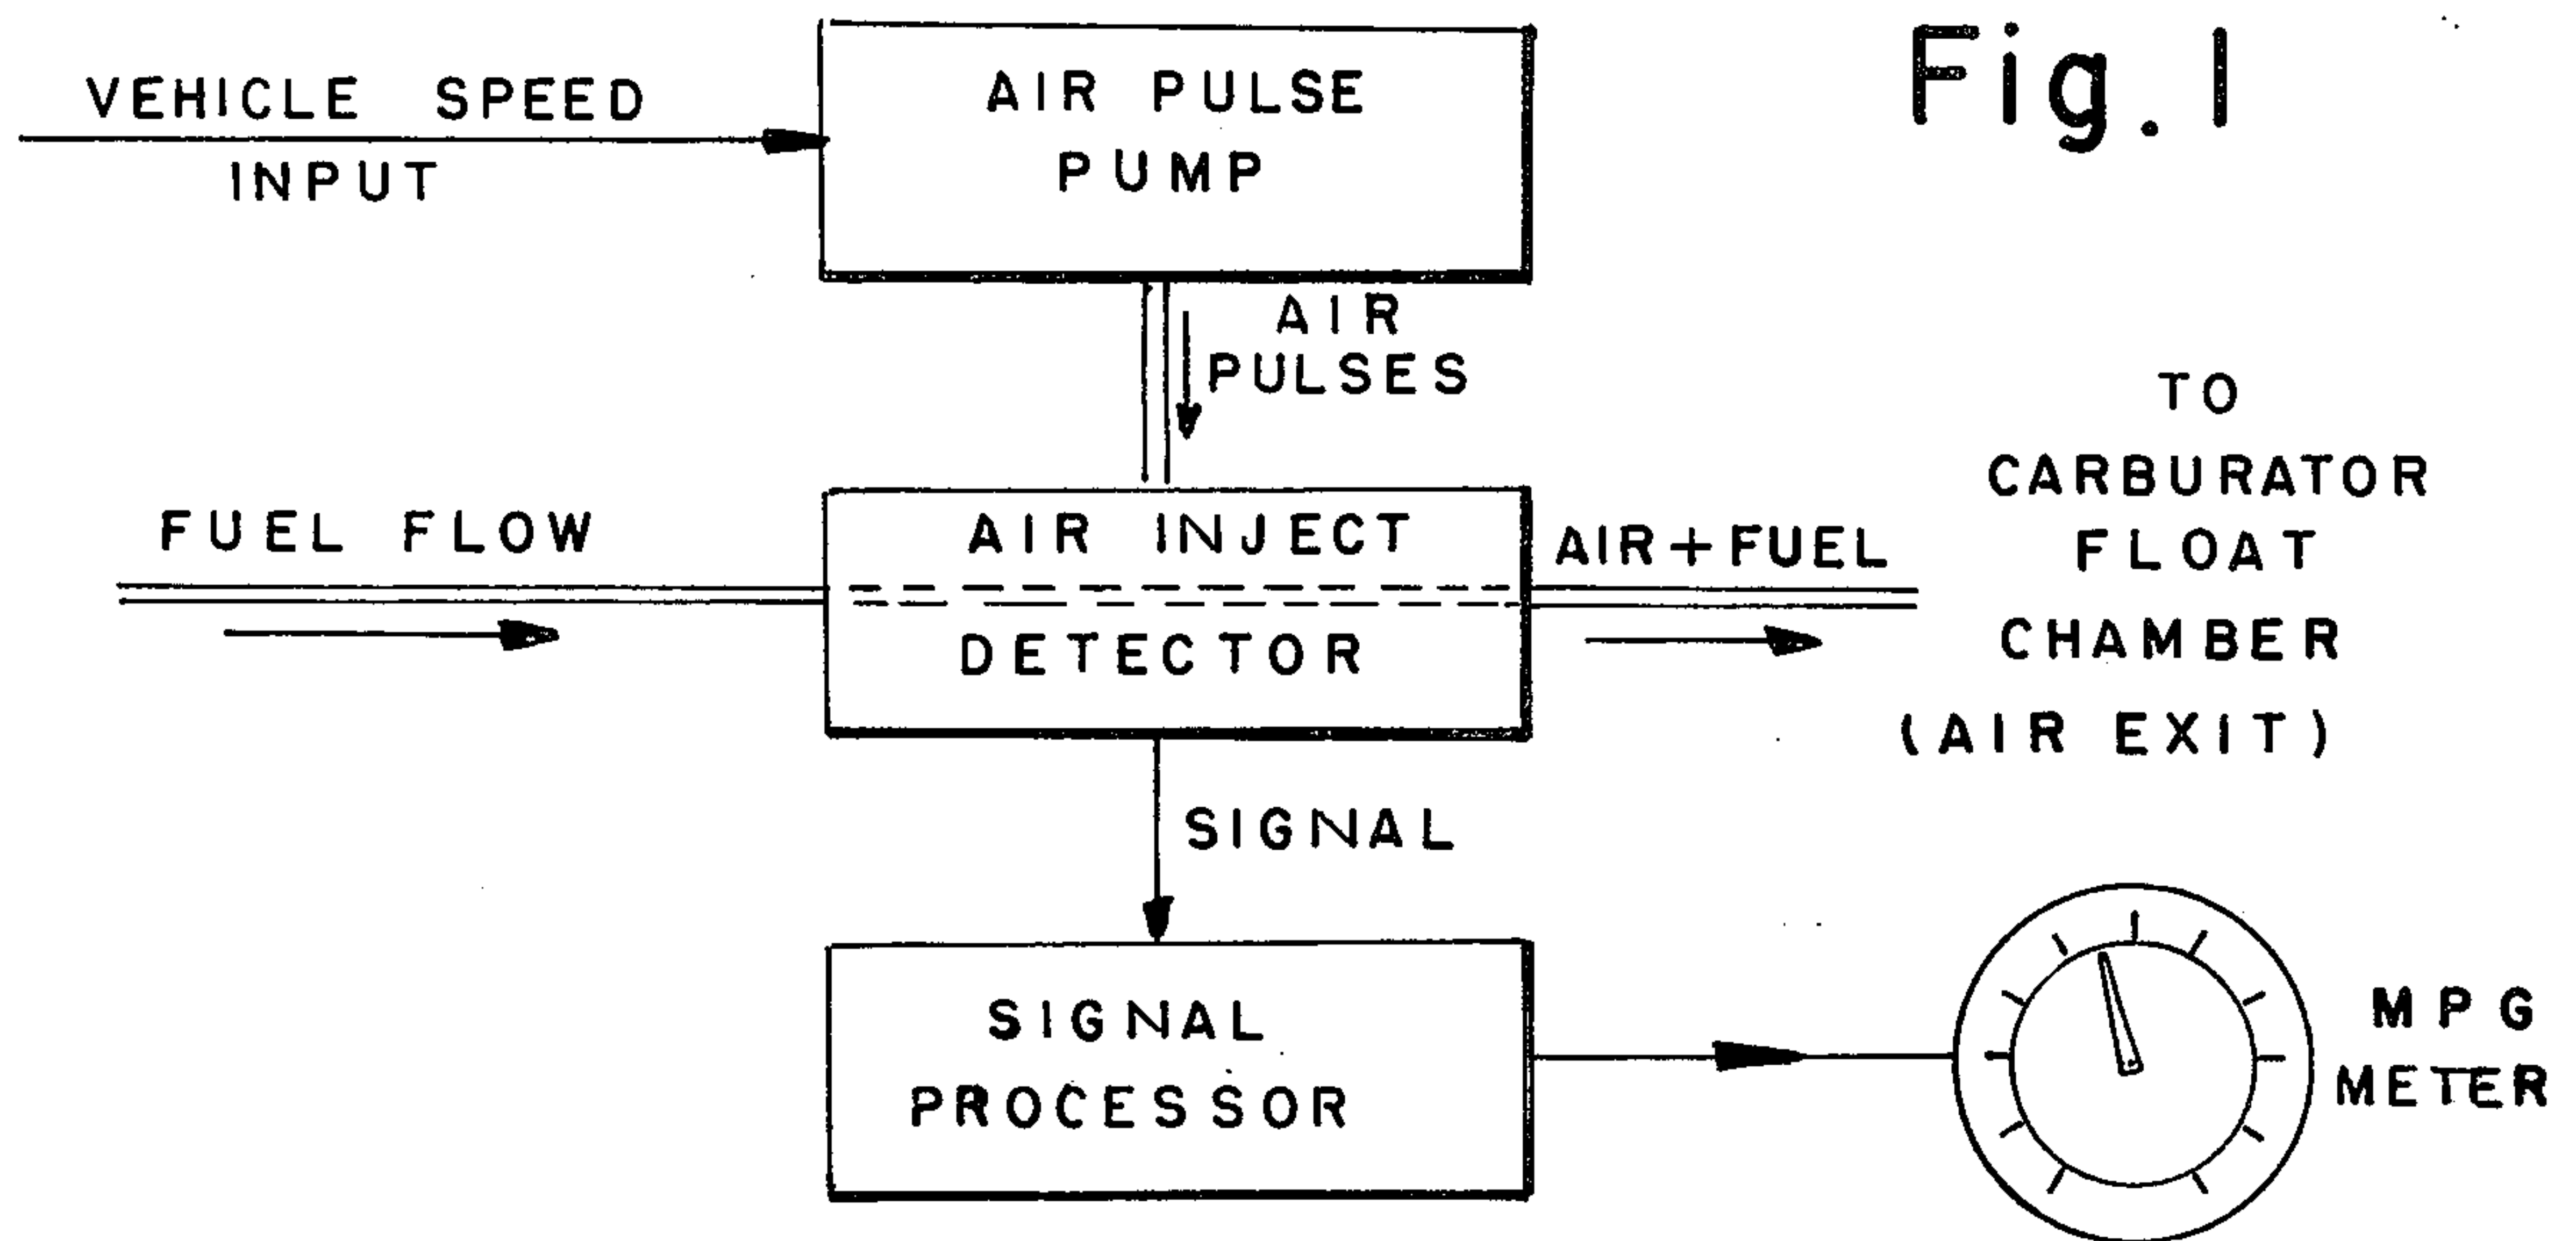 Fig. 1
VEHICLE SPEED
INPUT
AIR PULSE
PUMP
AIR
PULSES
FUEL FLOW
AIR INJECT
DETECTOR
AIR+FUEL
TO
CARBURATOR
FLOAT
CHAMBER
(AIR EXIT)
SIGNAL
SIGNAL
PROCESSOR
MPG
METER